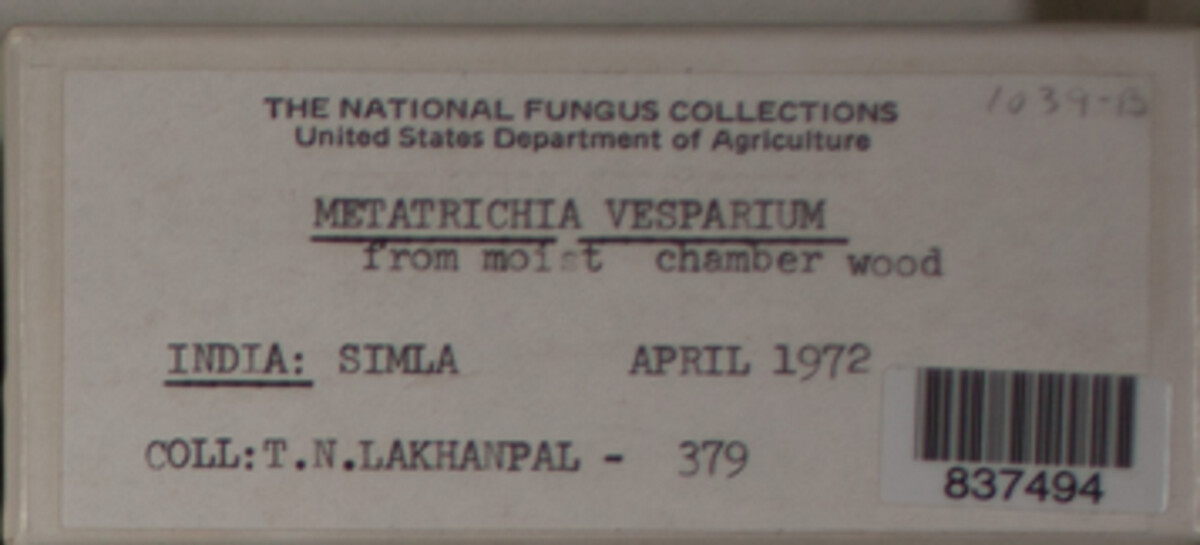 1039-B
THE NATIONAL FUNGUS COLLECTIONS
United States Department of Agriculture
METATRICHIA VESPARIUM
from moist chamber wood
INDIA: SIMLA APRIL 1972
COLL: T.N.LAKHANPAL - 379
837494